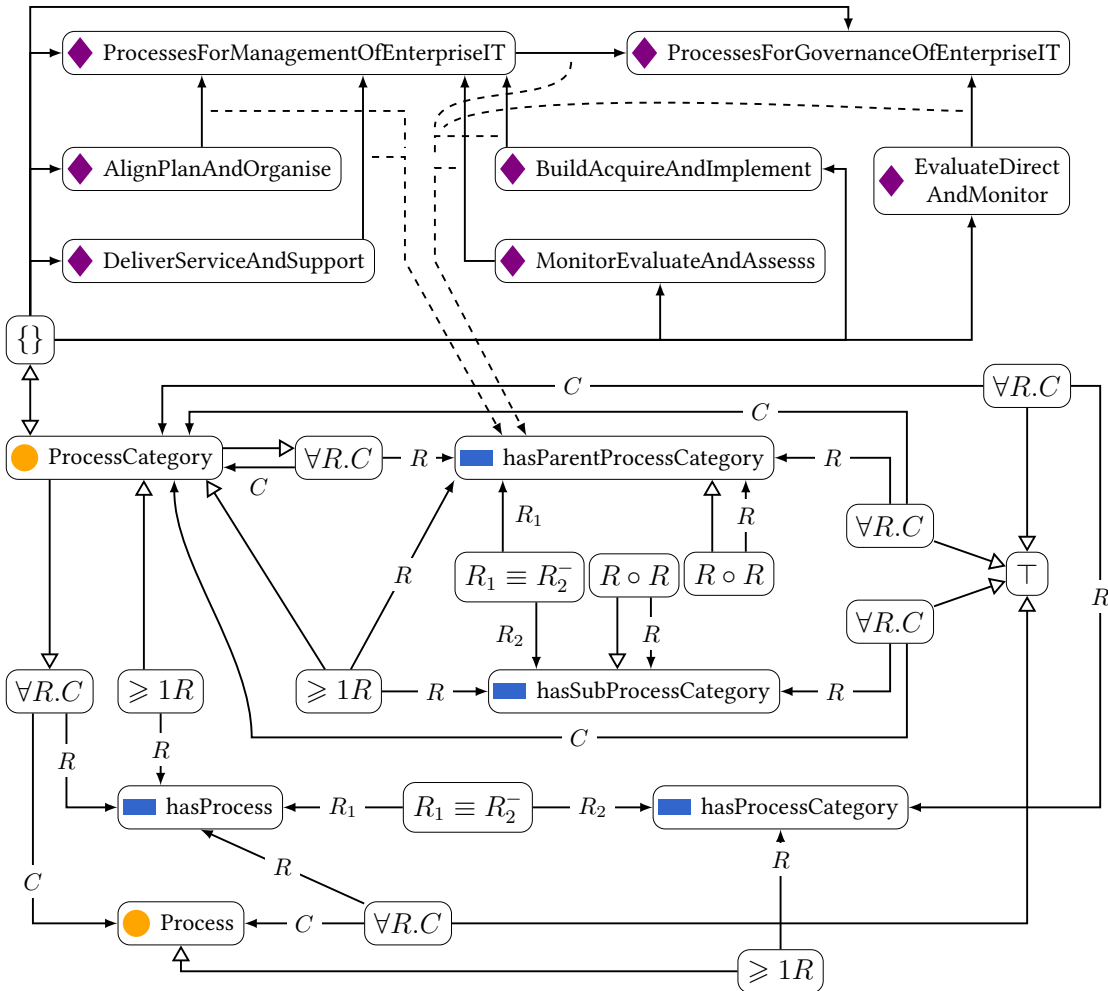 ProcessesForManagementOfEnterpriseIT
ProcessesForGovernanceOfEnterpriseIT
AlignPlanAndOrganise
BuildAcquireAndImplement
EvaluateDirect
AndMonitor
DeliverServiceAndSupport
MonitorEvaluateAndAssesss
{}
C
∀R.C
C
ProcessCategory
∀R.C
R
hasParentProcessCategory
R
C
R₁
R
∀R.C
R
R₁ ≡ R₂⁻
R ∘ R
R ∘ R
⊤
R
R₂
R
∀R.C
∀R.C
⩾ 1R
⩾ 1R
R
hasSubProcessCategory
R
C
R
R
hasProcess
R₁
R₁ ≡ R₂⁻
R₂
hasProcessCategory
R
R
C
Process
C
∀R.C
⩾ 1R